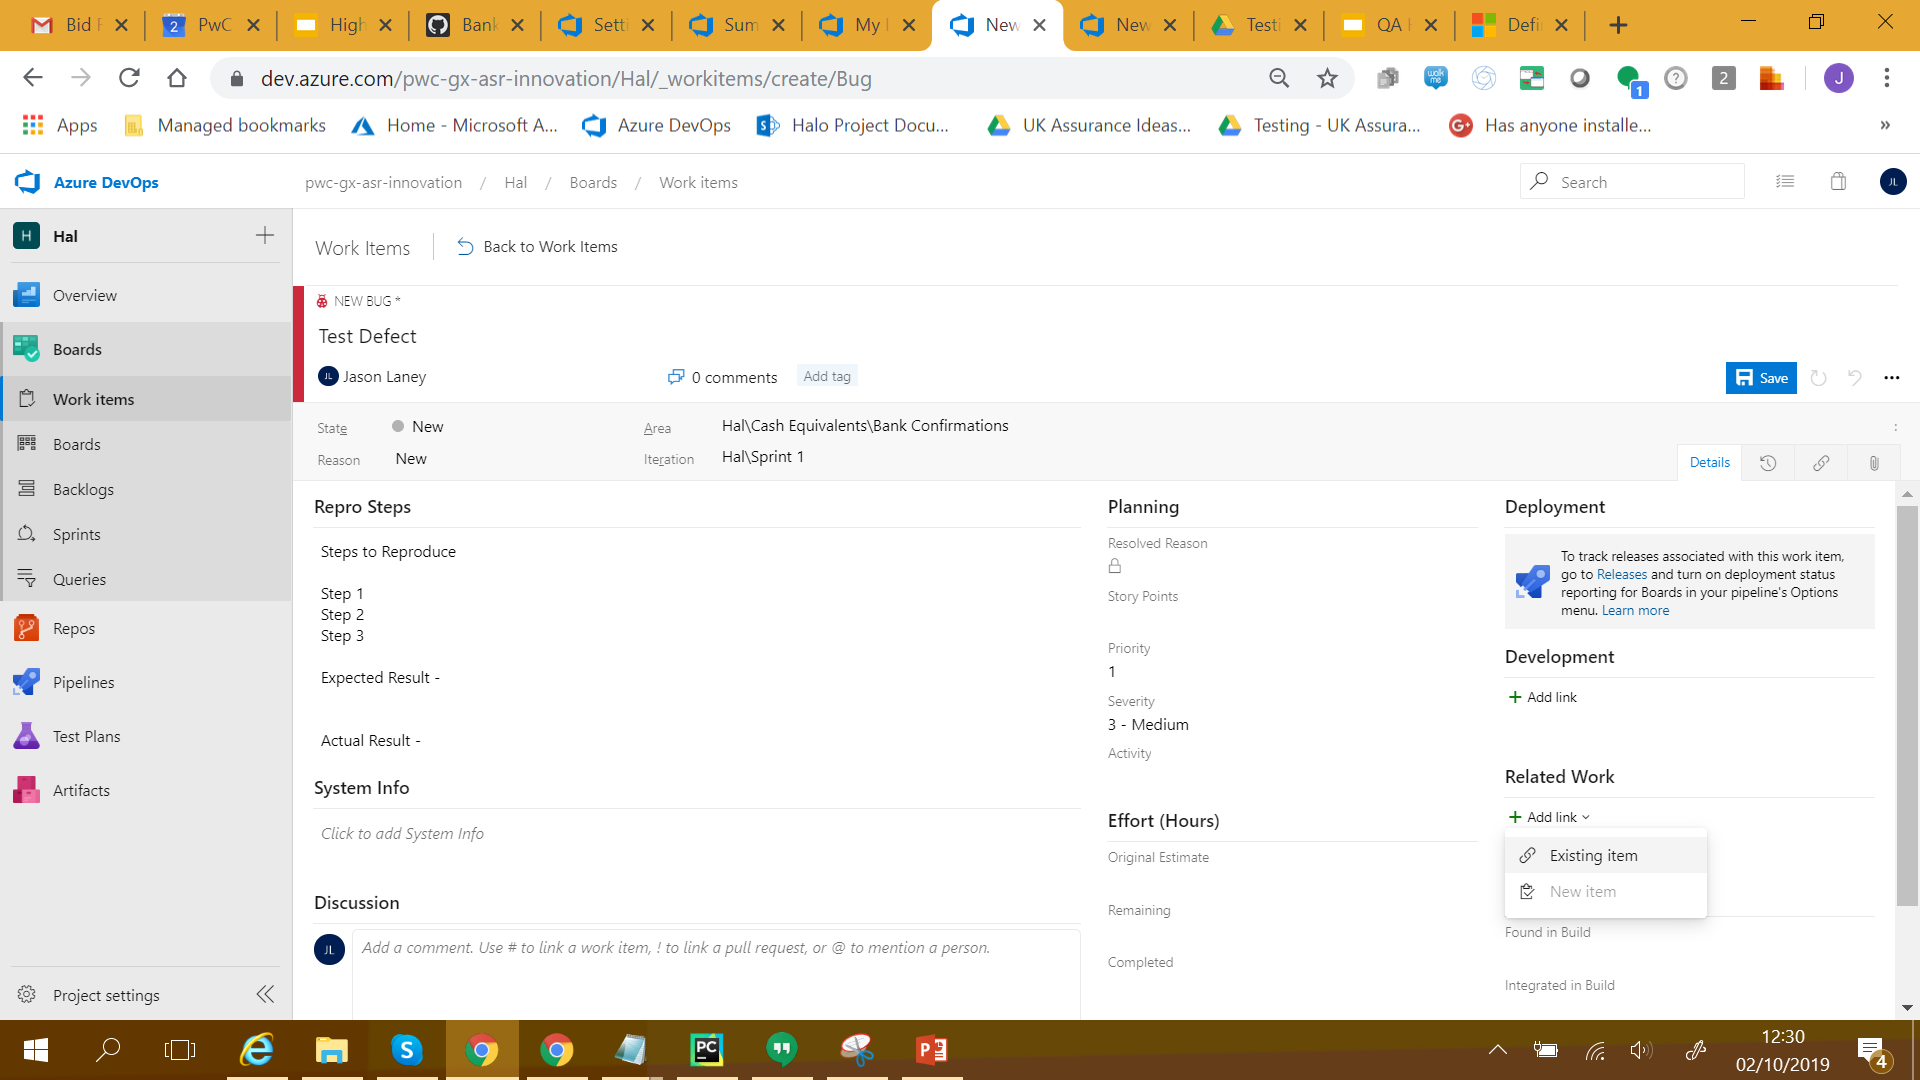 Bid F
2 PwC
High
Bank
Setti
Sum
My
New
New
Testi
QA
Defi
dev.azure.com/pwc-gx-asr-innovation/Hal/_workitems/create/Bug
walk me
1
?
2
J
Apps
Managed bookmarks
Home - Microsoft A...
Azure DevOps
Halo Project Docu...
UK Assurance Ideas...
Testing - UK Assura...
G+ Has anyone installe...
»
Azure DevOps
pwc-gx-asr-innovation / Hal / Boards / Work items
Search
JL
H Hal
Overview
Boards
Work items
Boards
Backlogs
Sprints
Queries
Repos
Pipelines
Test Plans
Artifacts
Project settings
Work Items
Back to Work Items
NEW BUG *
Test Defect
JL Jason Laney
0 comments
Add tag
Save
State New
Area Hal\Cash Equivalents\Bank Confirmations
Reason New
Iteration Hal\Sprint 1
Details
Repro Steps
Steps to Reproduce
Step 1
Step 2
Step 3
Expected Result -
Actual Result -
System Info
Click to add System Info
Discussion
JL
Add a comment. Use # to link a work item, ! to link a pull request, or @ to mention a person.
Planning
Resolved Reason
Story Points
Priority
1
Severity
3 - Medium
Activity
Effort (Hours)
Original Estimate
Remaining
Completed
Deployment
To track releases associated with this work item,
go to Releases and turn on deployment status
reporting for Boards in your pipeline's Options
menu. Learn more
Development
Add link
Related Work
Add link
Existing item
New item
Found in Build
Integrated in Build
PC
12:30
02/10/2019
4